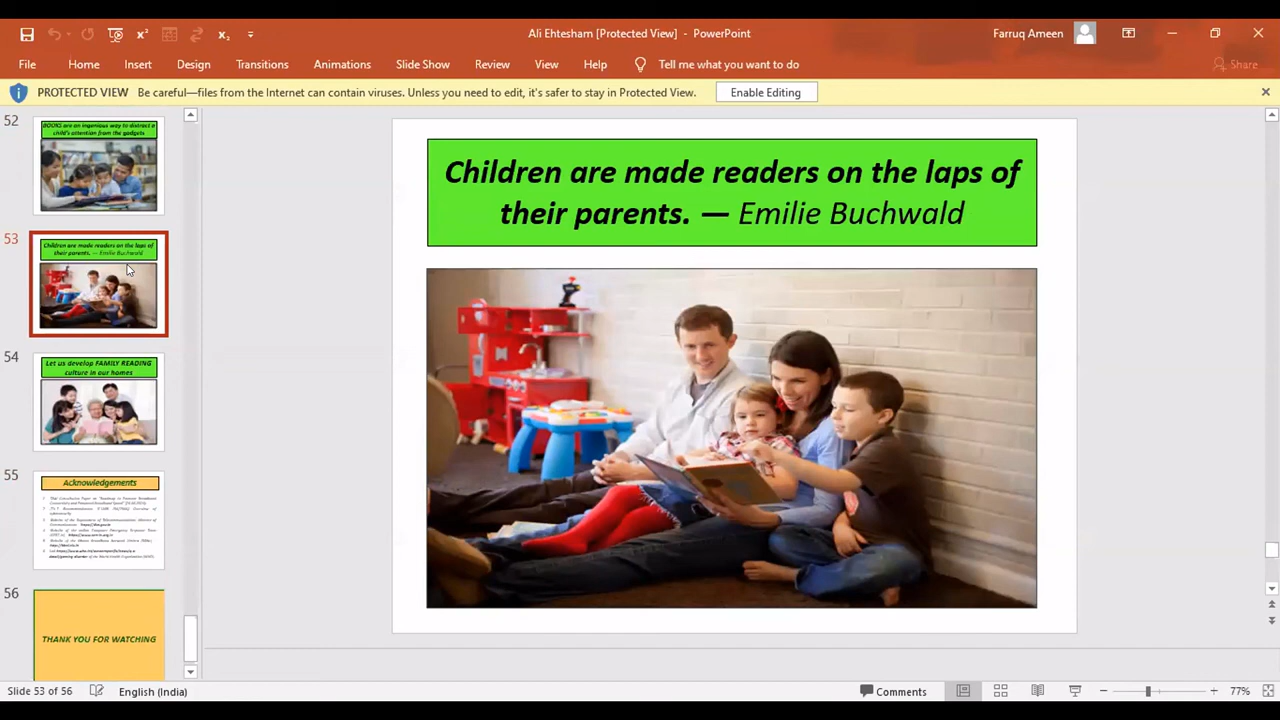 Ali Ehtesham [Protected View] - PowerPoint
Farruq Ameen
File Home Insert Design Transitions Animations Slide Show Review View Help Tell me what you want to do Share
PROTECTED VIEW Be careful—files from the Internet can contain viruses. Unless you need to edit, it's safer to stay in Protected View. Enable Editing
52
BOOKS are an ingenious way to distract a
child's attention from the gadgets
53
Children are made readers on the laps of
their parents. — Emilie Buchwald
54
Let us develop FAMILY READING
culture in our homes
55
Acknowledgements
56
THANK YOU FOR WATCHING
Children are made readers on the laps of
their parents. — Emilie Buchwald
Slide 53 of 56 English (India) Comments 77%